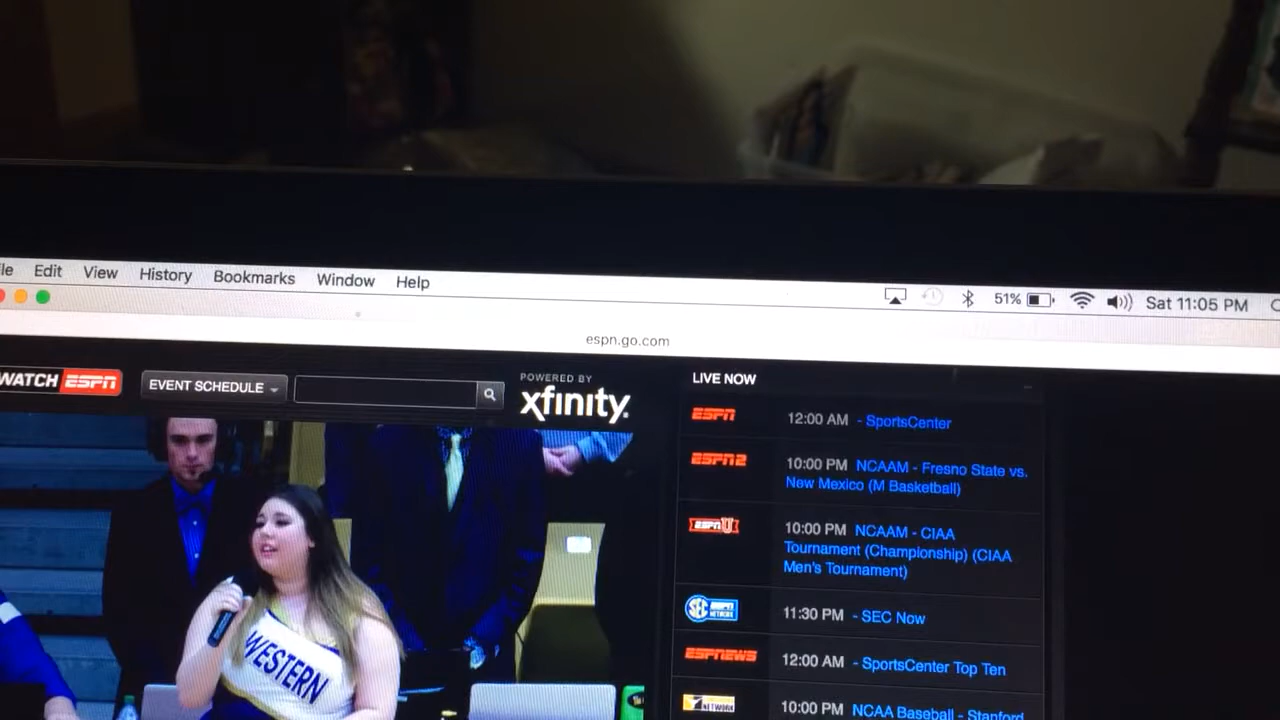 Edit View History Bookmarks Window Help
51% Sat 11:05 PM
espn.go.com
WATCH ESPN
EVENT SCHEDULE
POWERED BY
xfinity
LIVE NOW
ESPN 12:00 AM - SportsCenter
ESPN2 10:00 PM NCAAM - Fresno State vs.
New Mexico (M Basketball)
ESPNU 10:00 PM NCAAM - CIAA
Tournament (Championship) (CIAA
Men's Tournament)
SEC ESPN NETWORK 11:30 PM - SEC Now
ESPNEWS 12:00 AM - SportsCenter Top Ten
NETWORK 10:00 PM NCAA Baseball - Stanford
WESTERN